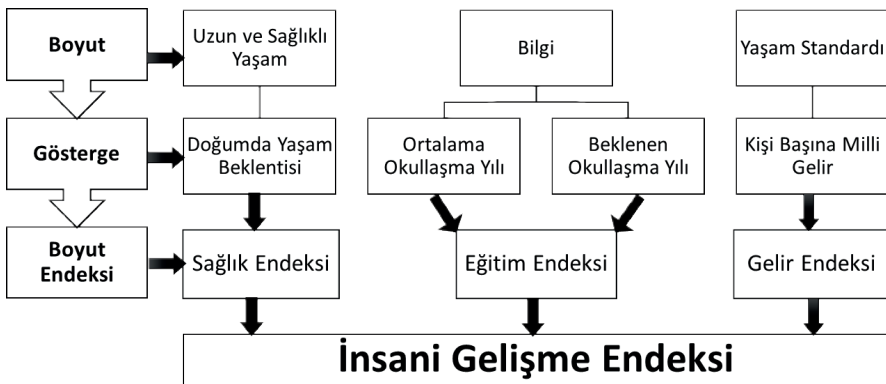 Boyut
Uzun ve Sağlıklı
Yaşam
Bilgi
Yaşam Standardı
Gösterge
Doğumda Yaşam
Beklentisi
Ortalama
Okullaşma Yılı
Beklenen
Okullaşma Yılı
Kişi Başına Milli
Gelir
Boyut
Endeksi
Sağlık Endeksi
Eğitim Endeksi
Gelir Endeksi
İnsani Gelişme Endeksi